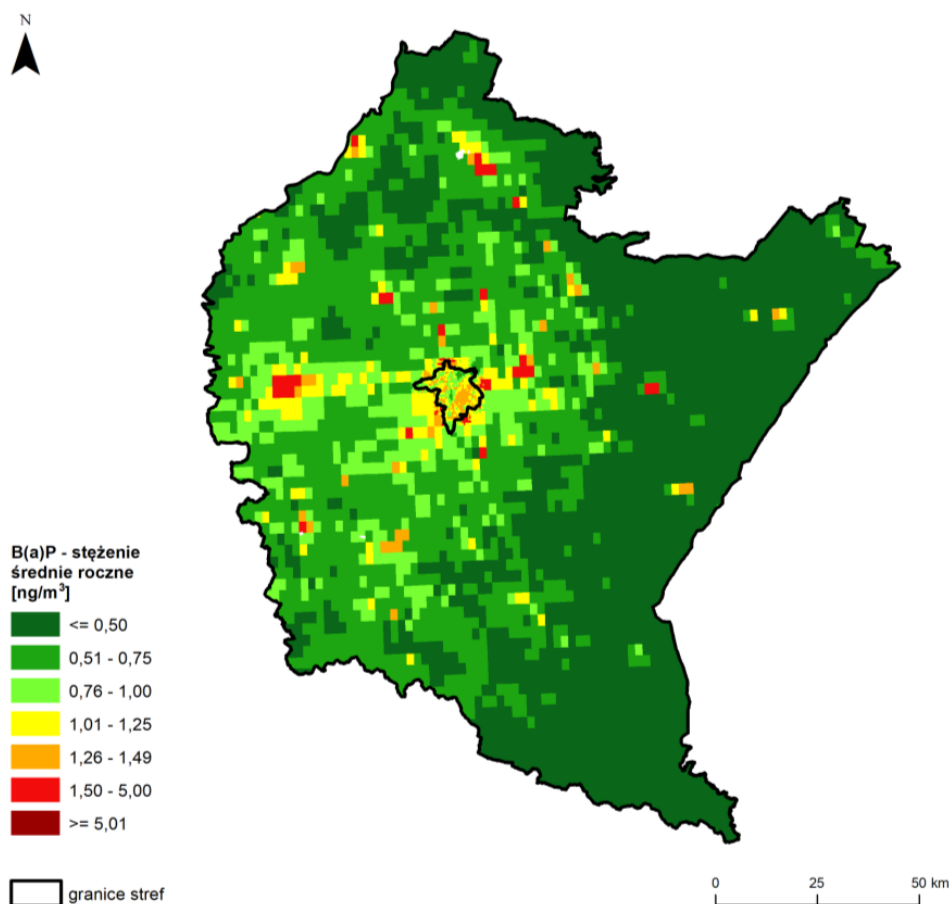 N
B(a)P - stężenie
średnie roczne
[ng/m³]
<= 0,50
0,51 - 0,75
0,76 - 1,00
1,01 - 1,25
1,26 - 1,49
1,50 - 5,00
>= 5,01
granice stref
0 25 50 km